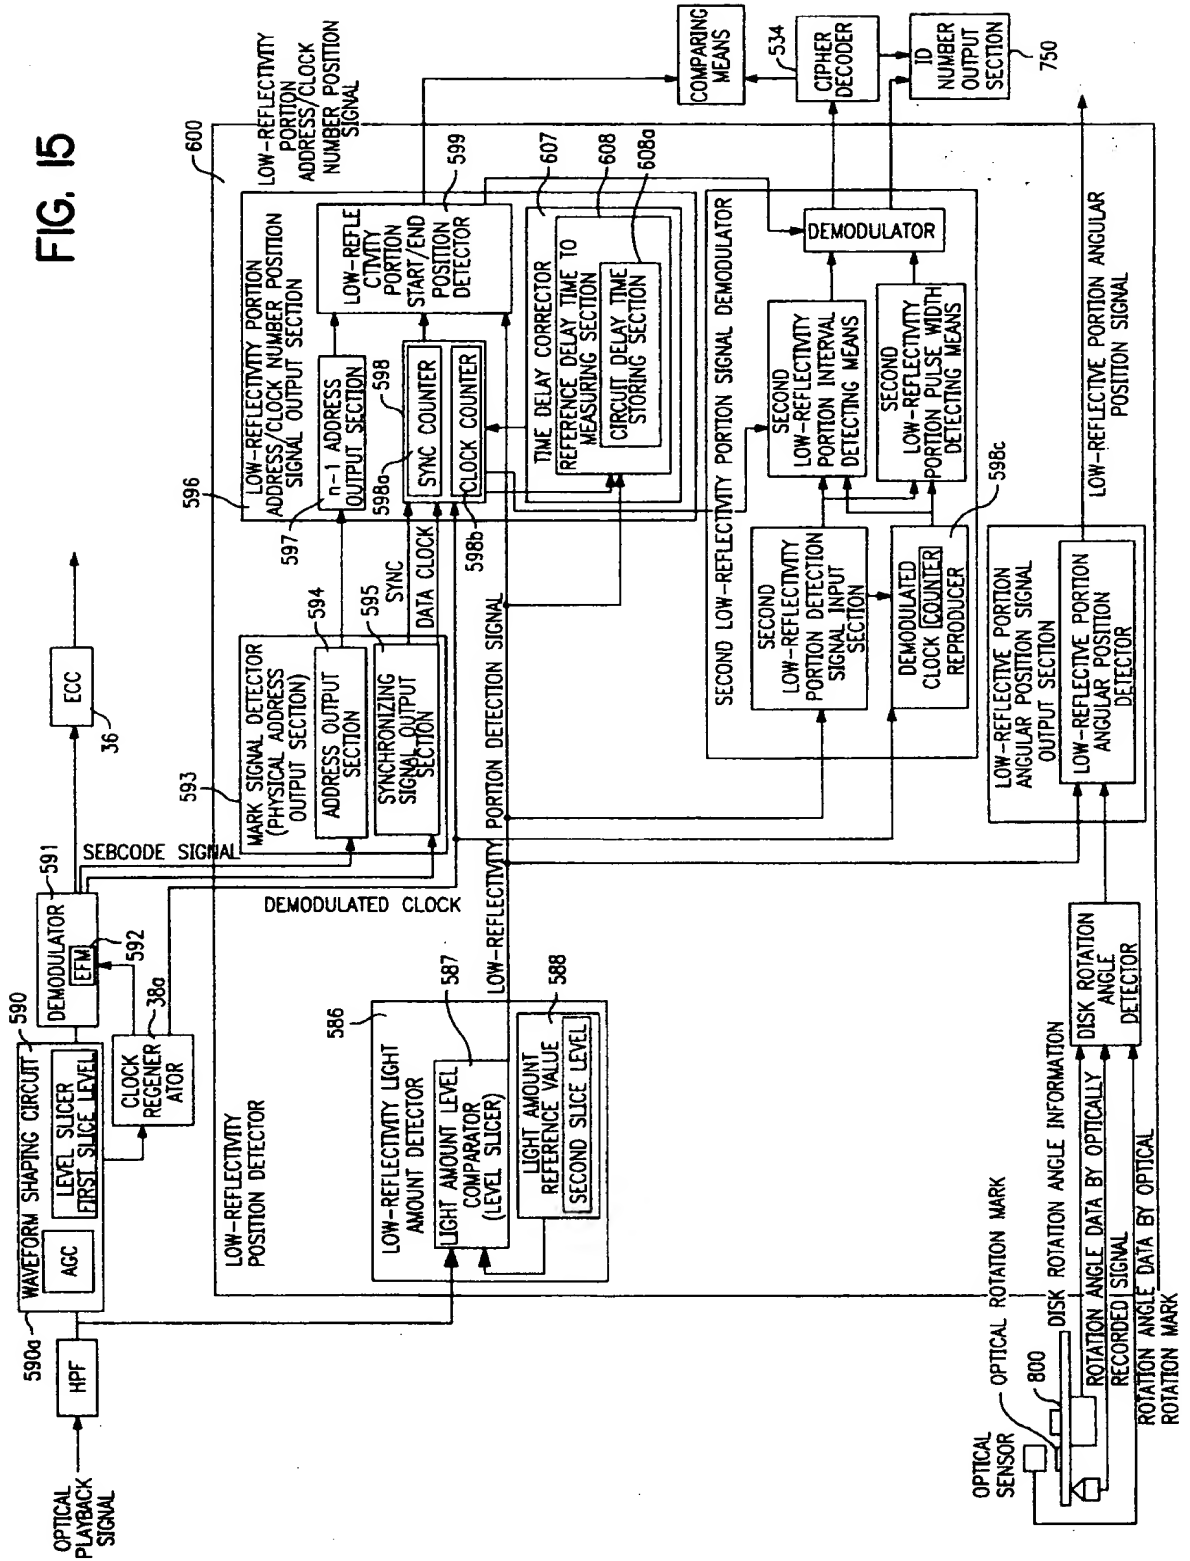 FIG. 15
OPTICAL
PLAYBACK
SIGNAL
HPF
590a
WAVEFORM SHAPING CIRCUIT
590
AGC
LEVEL SLICER
FIRST SLICE LEVEL
CLOCK
REGENER
ATOR
38a
DEMODULATOR
591
EFM
592
ECC
36
SEBCODE SIGNAL
DEMODULATED CLOCK
LOW-REFLECTIVITY
POSITION DETECTOR
600
586
LOW-REFLECTIVITY LIGHT
AMOUNT DETECTOR
587
LIGHT AMOUNT LEVEL
COMPARATOR
(LEVEL SLICER)
588
LIGHT AMOUNT
REFERENCE VALUE
SECOND SLICE LEVEL
LOW-REFLECTIVITY PORTION DETECTION SIGNAL
593
MARK SIGNAL DETECTOR
(PHYSICAL ADDRESS
OUTPUT SECTION)
594
ADDRESS OUTPUT
SECTION
595
SYNCHRONIZING
SIGNAL OUTPUT
SECTION
SYNC
DATA CLOCK
596
LOW-REFLECTIVITY PORTION
ADDRESS/CLOCK NUMBER POSITION
SIGNAL OUTPUT SECTION
597
n-1 ADDRESS
OUTPUT SECTION
598
598a
SYNC COUNTER
CLOCK COUNTER
598b
LOW-REFLE
CTIVITY
PORTION
START/END
POSITION
DETECTOR
599
LOW-REFLECTIVITY
PORTION
ADDRESS/CLOCK
NUMBER POSITION
SIGNAL
TIME DELAY CORRECTOR
607
REFERENCE DELAY TIME TO
MEASURING SECTION
608
CIRCUIT DELAY TIME
STORING SECTION
608a
COMPARING
MEANS
534
CIPHER
DECODER
ID
NUMBER
OUTPUT
SECTION
750
SECOND LOW-REFLECTIVITY PORTION SIGNAL DEMODULATOR
SECOND
LOW-REFLECTIVITY
PORTION DETECTION
SIGNAL INPUT
SECTION
DEMODULATED
CLOCK COUNTER
REPRODUCER
598c
SECOND
LOW-REFLECTIVITY
PORTION INTERVAL
DETECTING MEANS
SECOND
LOW-REFLECTIVITY
PORTION PULSE WIDTH
DETECTING MEANS
DEMODULATOR
LOW-REFLECTIVE PORTION
ANGULAR POSITION SIGNAL
OUTPUT SECTION
LOW-REFLECTIVE PORTION
ANGULAR POSITION
DETECTOR
LOW-REFLECTIVE PORTION ANGULAR
POSITION SIGNAL
DISK ROTATION
ANGLE
DETECTOR
OPTICAL
SENSOR
OPTICAL ROTATION MARK
800
DISK ROTATION ANGLE INFORMATION
ROTATION ANGLE DATA BY OPTICALLY
RECORDED SIGNAL
ROTATION ANGLE DATA BY OPTICAL
ROTATION MARK